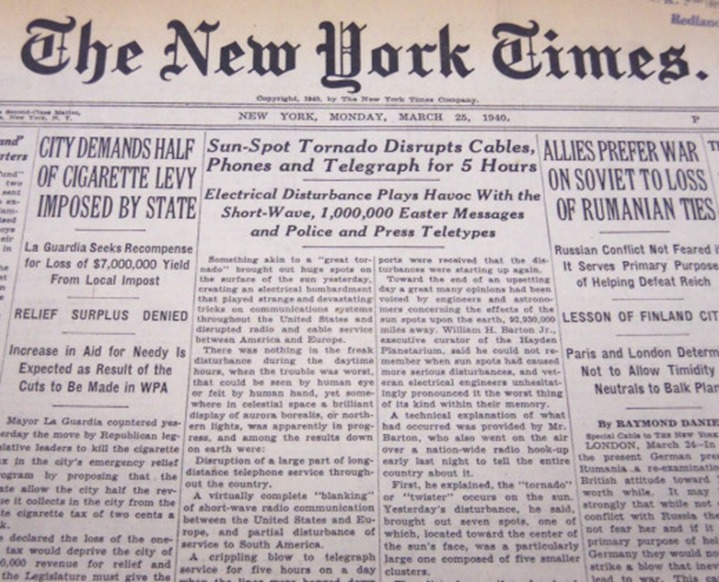 Redlan
The New York Times.
Copyright, 1940, by The New York Times Company.
Second-Class Matter,
New York, N. Y.
NEW YORK, MONDAY, MARCH 25, 1940.
P
CITY DEMANDS HALF
OF CIGARETTE LEVY
IMPOSED BY STATE
La Guardia Seeks Recompense
for Loss of $7,000,000 Yield
From Local Impost
RELIEF SURPLUS DENIED
Increase in Aid for Needy Is
Expected as Result of the
Cuts to Be Made in WPA
Mayor La Guardia countered yes-
erday the move by Republican leg-
slative leaders to kill the cigarette
x in the city's emergency relief
ogram by proposing that the
ate allow the city half the rev-
ue it collects in the city from the
te cigarette tax of two cents a
k.
e declared the loss of the one-
tax would deprive the city of
0,000 revenue for relief and
the Legislature must give the
Sun-Spot Tornado Disrupts Cables,
Phones and Telegraph for 5 Hours
Electrical Disturbance Plays Havoc With the
Short-Wave, 1,000,000 Easter Messages
and Police and Press Teletypes
Something akin to a "great tor-
nado" brought out huge spots on
the surface of the sun yesterday,
creating an electrical bombardment
that played strange and devastating
tricks on communications systems
throughout the United States and
disrupted radio and cable service
between America and Europe.
There was nothing in the freak
disturbance during the daytime
hours, when the trouble was worst,
that could be seen by human eye
or felt by human hand, yet some-
where in celestial space a brilliant
display of aurora borealis, or north-
ern lights, was apparently in prog-
ress, and among the results down
on earth were:
Disruption of a large part of long-
distance telephone service through-
out the country.
A virtually complete "blanking"
of short-wave radio communication
between the United States and Eu-
rope, and partial disturbance of
service to South America.
A crippling blow to telegraph
service for five hours on a day
ports were received that the dis-
turbances were starting up again.
Toward the end of an upsetting
day a great many opinions had been
voiced by engineers and astrono-
mers concerning the effects of the
sun spots upon the earth, 92,930,000
miles away. William H. Barton Jr.,
executive curator of the Hayden
Planetarium, said he could not re-
member when sun spots had caused
more serious disturbances, and vet-
eran electrical engineers unhesitat-
ingly pronounced it the worst thing
of its kind within their memory.
A technical explanation of what
had occurred was provided by Mr.
Barton, who also went on the air
over a nation-wide radio hook-up
early last night to tell the entire
country about it.
First, he explained, the "tornado"
or "twister" occurs on the sun.
Yesterday's disturbance, he said,
brought out seven spots, one of
which, located toward the center of
the sun's face, was a particularly
large one composed of five smaller
clusters.
ALLIES PREFER WAR
ON SOVIET TO LOSS
OF RUMANIAN TIES
Russian Conflict Not Feared i
It Serves Primary Purpose
of Helping Defeat Reich
LESSON OF FINLAND CIT
Paris and London Determ
Not to Allow Timidity
Neutrals to Balk Plan
By RAYMOND DANIE
Special Cable to THE NEW YORK
LONDON, March 24—In
the present German pre
Rumania a re-examinatio
British attitude toward
worth while. It may
strongly that while not
conflict with Russia, the
not fear her and if it
primary purpose of hel
Germany they would no
strike a blow that inev